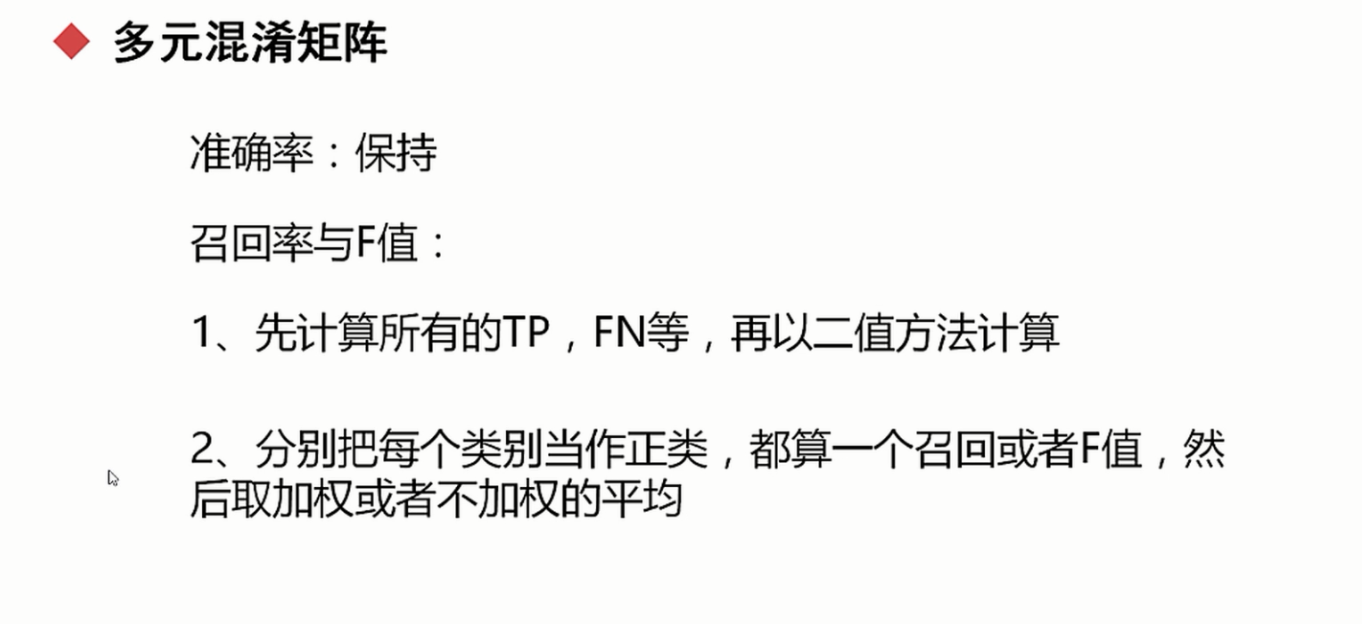 多元混淆矩阵
准确率：保持
召回率与F值：
1、先计算所有的TP，FN等，再以二值方法计算
2、分别把每个类别当作正类，都算一个召回或者F值，然
后取加权或者不加权的平均